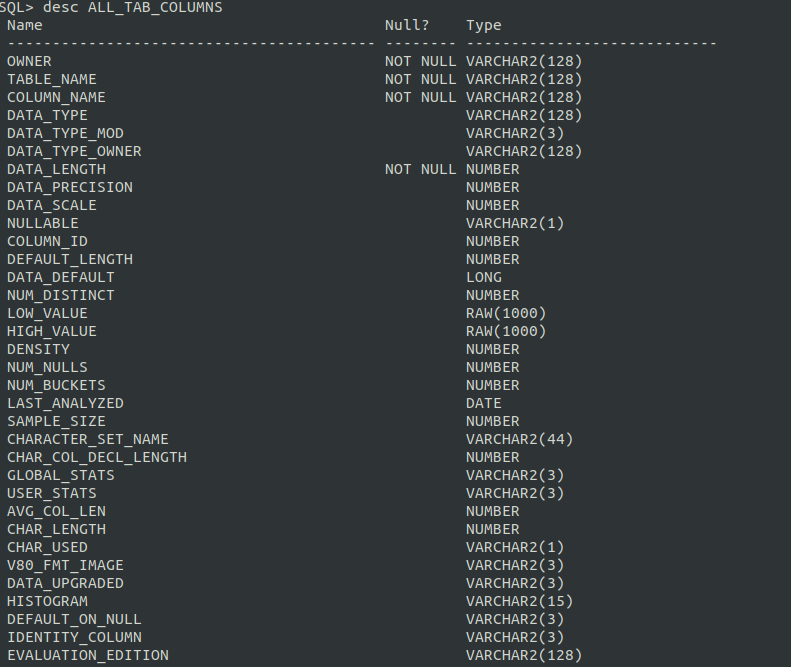 SQL> desc ALL_TAB_COLUMNS
Name Null? Type
----------------------------------------- -------- ----------------------------
OWNER NOT NULL VARCHAR2(128)
TABLE_NAME NOT NULL VARCHAR2(128)
COLUMN_NAME NOT NULL VARCHAR2(128)
DATA_TYPE VARCHAR2(128)
DATA_TYPE_MOD VARCHAR2(3)
DATA_TYPE_OWNER VARCHAR2(128)
DATA_LENGTH NOT NULL NUMBER
DATA_PRECISION NUMBER
DATA_SCALE NUMBER
NULLABLE VARCHAR2(1)
COLUMN_ID NUMBER
DEFAULT_LENGTH NUMBER
DATA_DEFAULT LONG
NUM_DISTINCT NUMBER
LOW_VALUE RAW(1000)
HIGH_VALUE RAW(1000)
DENSITY NUMBER
NUM_NULLS NUMBER
NUM_BUCKETS NUMBER
LAST_ANALYZED DATE
SAMPLE_SIZE NUMBER
CHARACTER_SET_NAME VARCHAR2(44)
CHAR_COL_DECL_LENGTH NUMBER
GLOBAL_STATS VARCHAR2(3)
USER_STATS VARCHAR2(3)
AVG_COL_LEN NUMBER
CHAR_LENGTH NUMBER
CHAR_USED VARCHAR2(1)
V80_FMT_IMAGE VARCHAR2(3)
DATA_UPGRADED VARCHAR2(3)
HISTOGRAM VARCHAR2(15)
DEFAULT_ON_NULL VARCHAR2(3)
IDENTITY_COLUMN VARCHAR2(3)
EVALUATION_EDITION VARCHAR2(128)